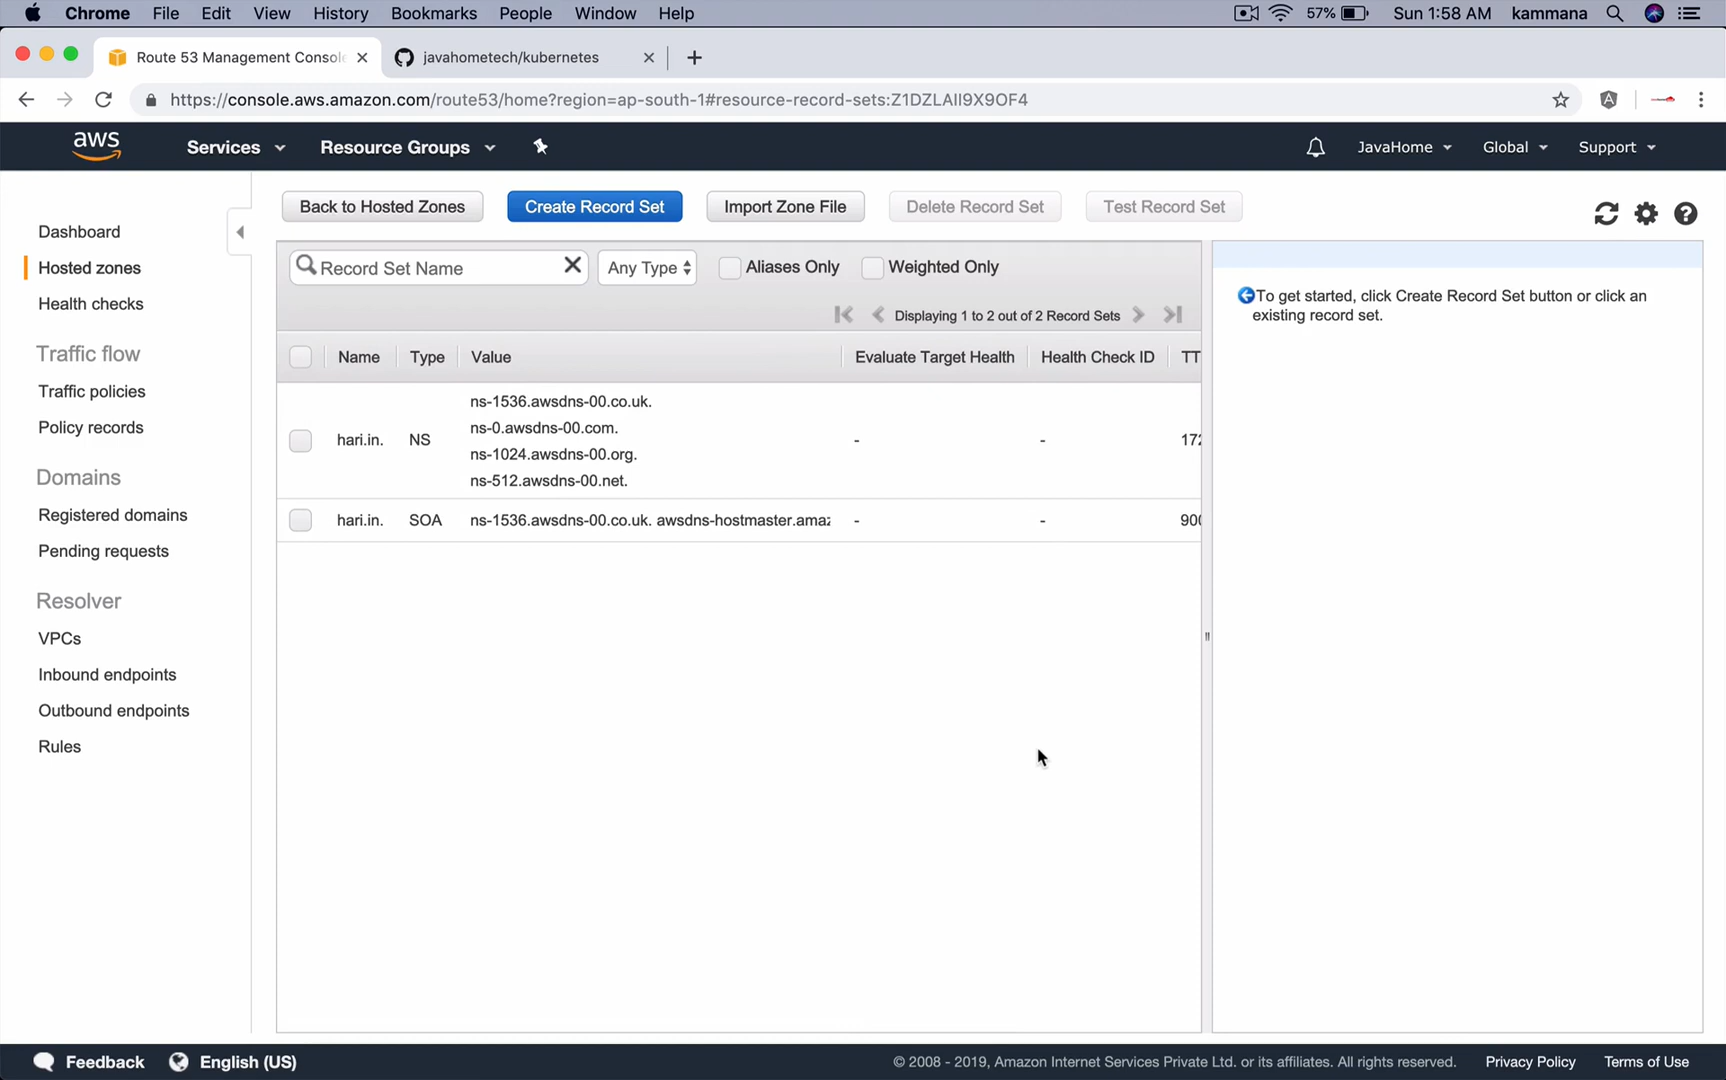 Chrome File Edit View History Bookmarks People Window Help 57% Sun 1:58 AM kammana
Route 53 Management Console javahometech/kubernetes
https://console.aws.amazon.com/route53/home?region=ap-south-1#resource-record-sets:Z1DZLAII9X9OF4
aws Services Resource Groups JavaHome Global Support
Dashboard
Hosted zones
Health checks
Traffic flow
Traffic policies
Policy records
Domains
Registered domains
Pending requests
Resolver
VPCs
Inbound endpoints
Outbound endpoints
Rules
Back to Hosted Zones Create Record Set Import Zone File Delete Record Set Test Record Set
Record Set Name Any Type Aliases Only Weighted Only
Displaying 1 to 2 out of 2 Record Sets
Name Type Value Evaluate Target Health Health Check ID TT
ns-1536.awsdns-00.co.uk.
ns-0.awsdns-00.com.
hari.in. NS - - 172
ns-1024.awsdns-00.org.
ns-512.awsdns-00.net.
hari.in. SOA ns-1536.awsdns-00.co.uk. awsdns-hostmaster.amaz - - 900
To get started, click Create Record Set button or click an
existing record set.
Feedback English (US) © 2008 - 2019, Amazon Internet Services Private Ltd. or its affiliates. All rights reserved. Privacy Policy Terms of Use